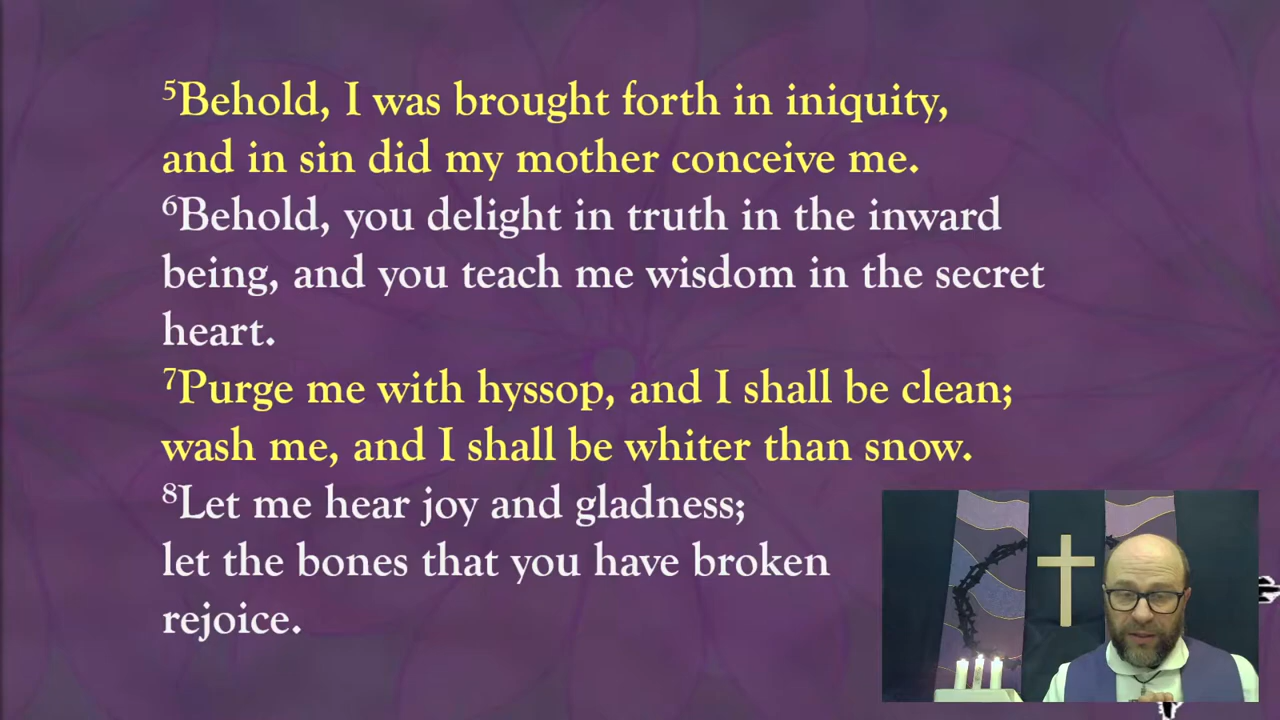 ⁵Behold, I was brought forth in iniquity,
and in sin did my mother conceive me.
⁶Behold, you delight in truth in the inward
being, and you teach me wisdom in the secret
heart.
⁷Purge me with hyssop, and I shall be clean;
wash me, and I shall be whiter than snow.
⁸Let me hear joy and gladness;
let the bones that you have broken
rejoice.